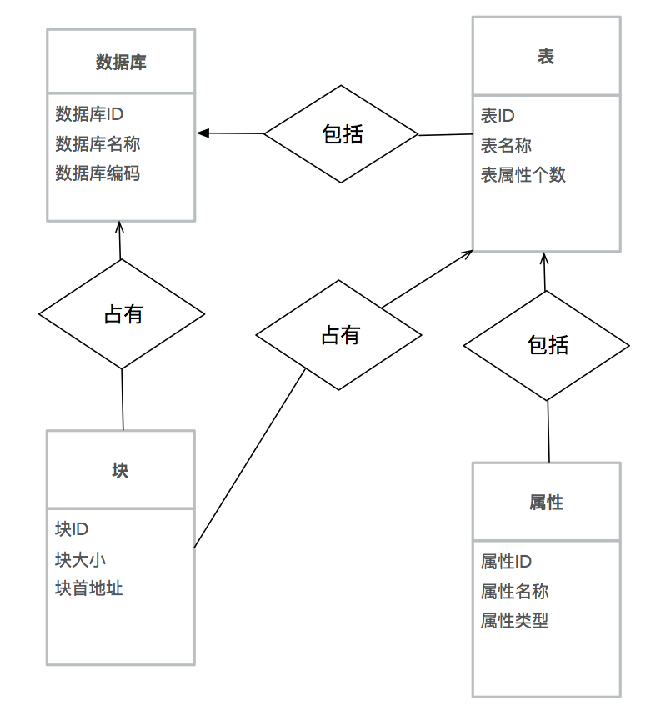 数据库
数据库ID
数据库名称
数据库编码
包括
表
表ID
表名称
表属性个数
占有
占有
包括
块
块ID
块大小
块首地址
属性
属性ID
属性名称
属性类型